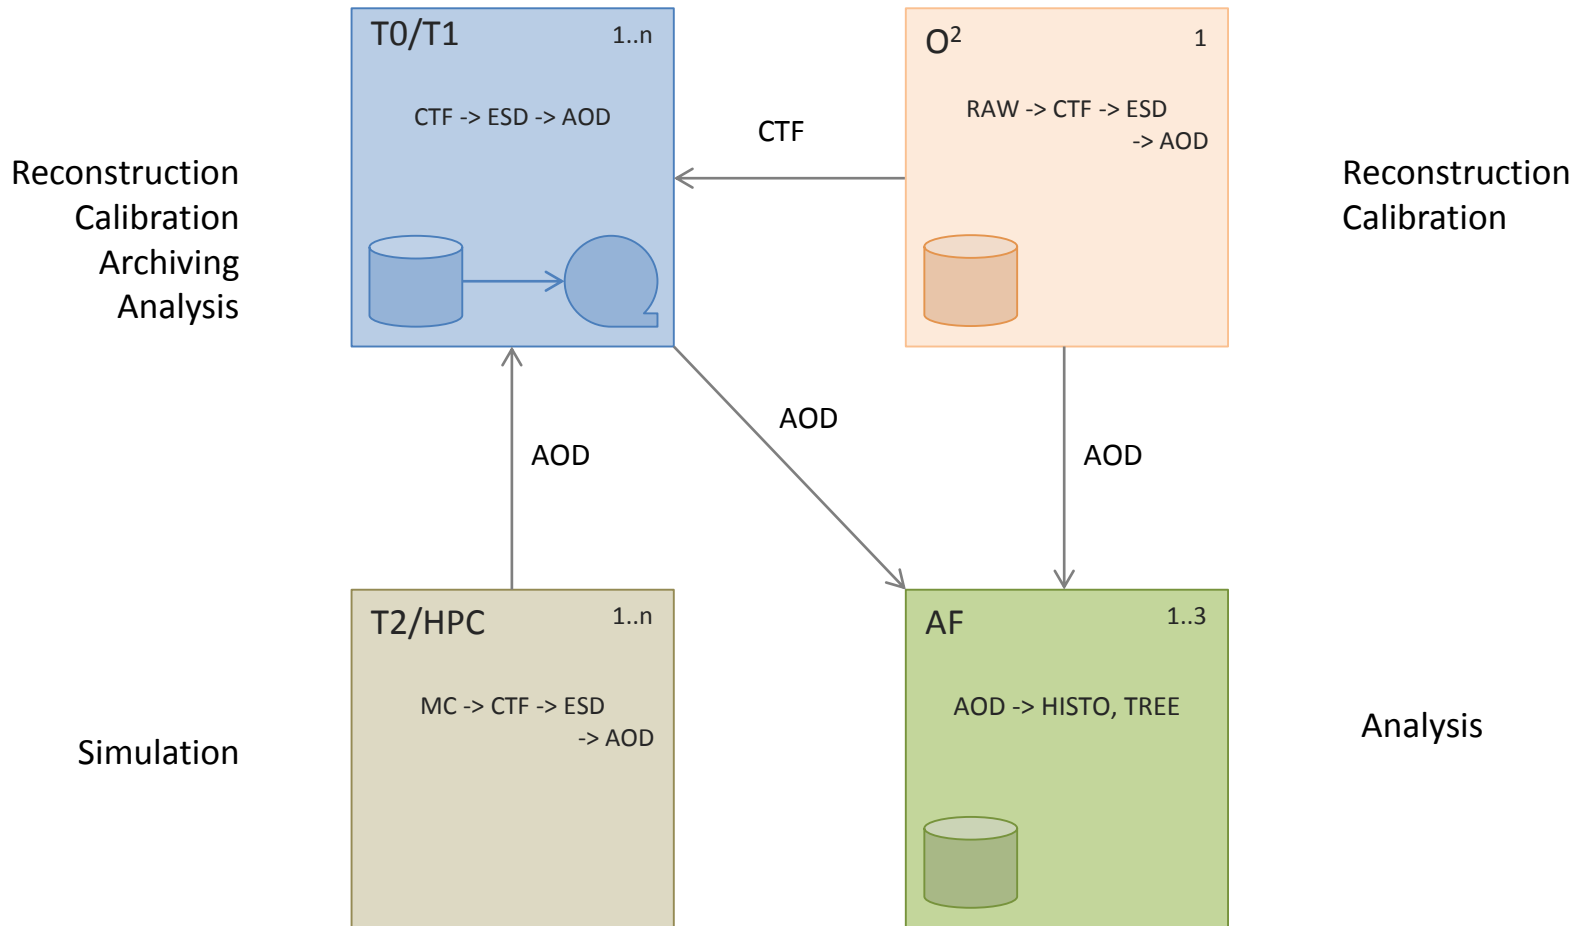 T0/T1
1..n
CTF -> ESD -> AOD
Reconstruction
Calibration
Archiving
Analysis
CTF
O²
1
RAW -> CTF -> ESD
-> AOD
Reconstruction
Calibration
AOD
AOD
AOD
T2/HPC
1..n
MC -> CTF -> ESD
-> AOD
Simulation
AF
1..3
AOD -> HISTO, TREE
Analysis